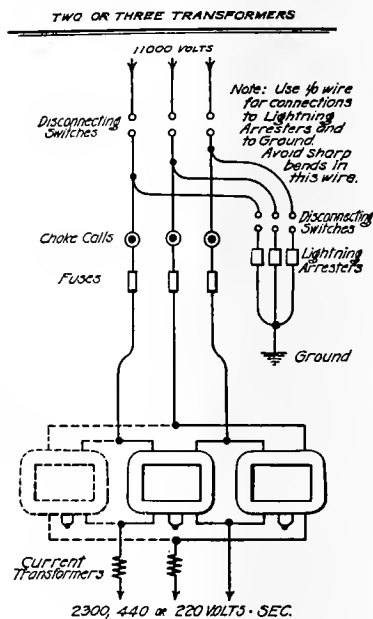 TWO OR THREE TRANSFORMERS
11000 VOLTS
Note: Use 1/0 wire
for connections
to Lightning
Arresters and
to Ground.
Avoid sharp
bends in
this wire.
Disconnecting
Switches
Disconnecting
Switches
Choke Calls
Lightning
Arresters
Fuses
Ground
Current
Transformers
2300, 440 or 220 VOLTS - SEC.